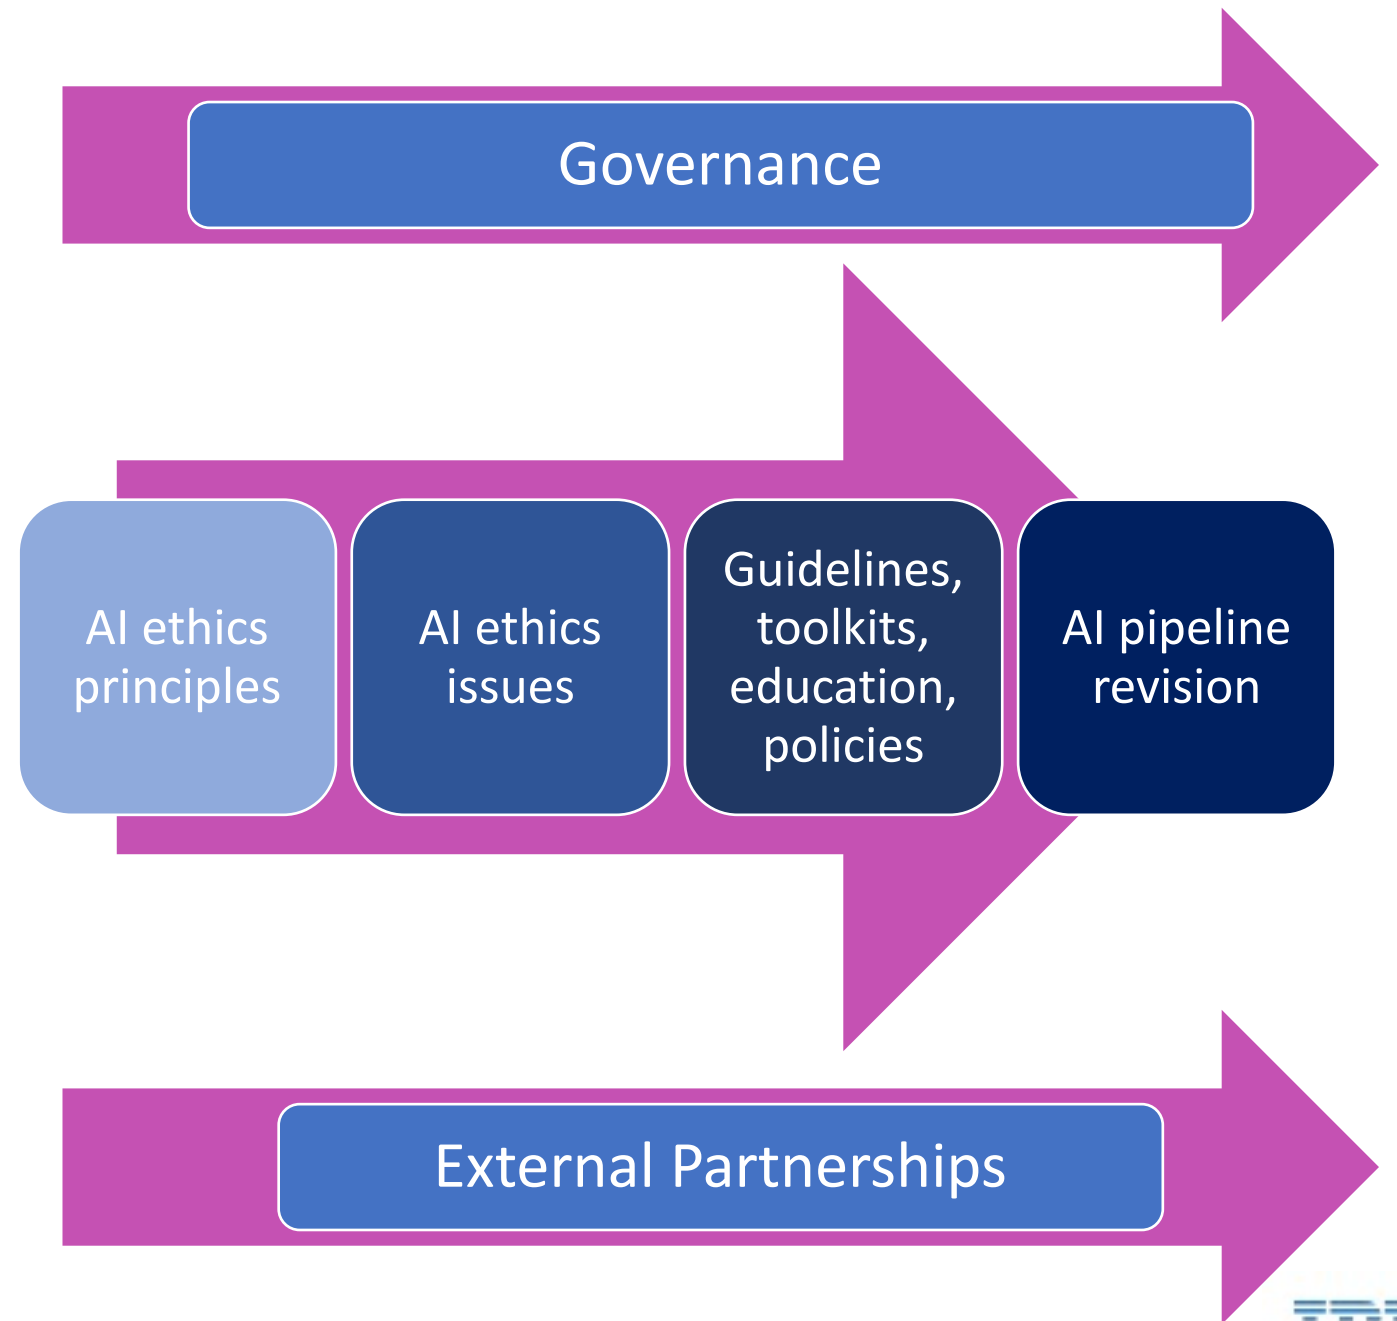 Governance
AI ethics
principles
AI ethics
issues
Guidelines,
toolkits,
education,
policies
AI pipeline
revision
External Partnerships